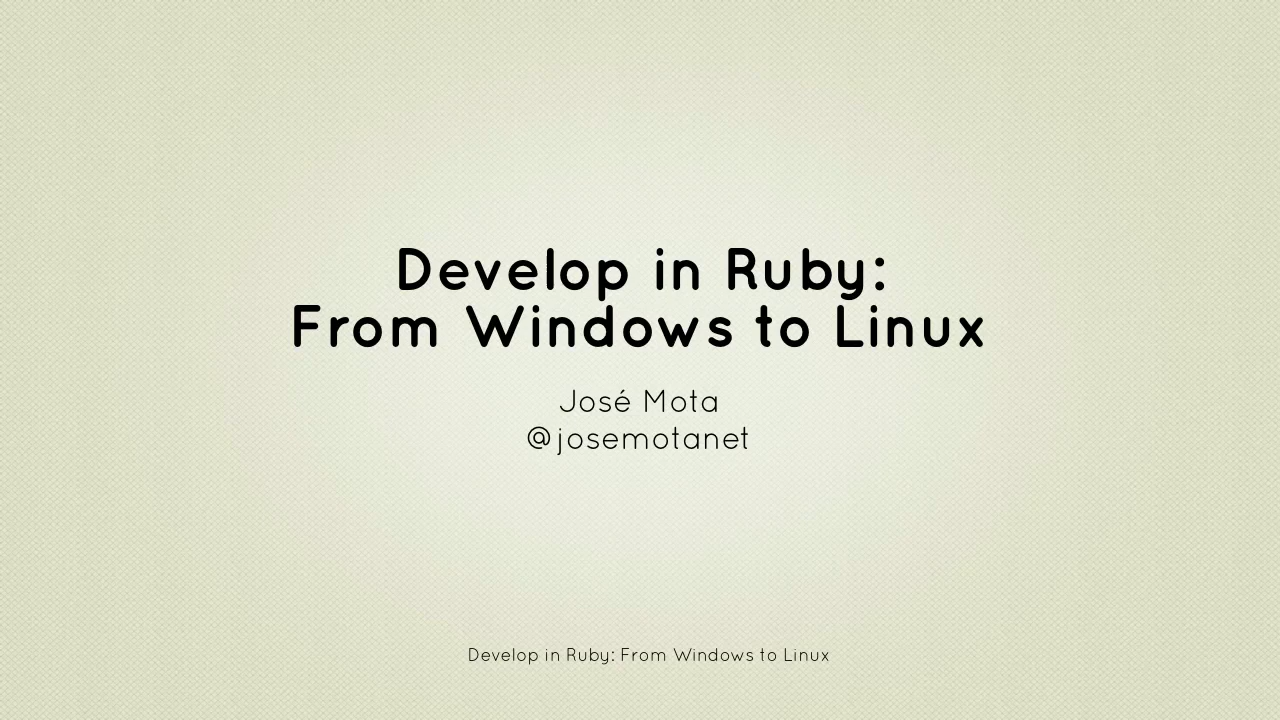 Develop in Ruby:
From Windows to Linux
José Mota
@josemotanet
Develop in Ruby: From Windows to Linux